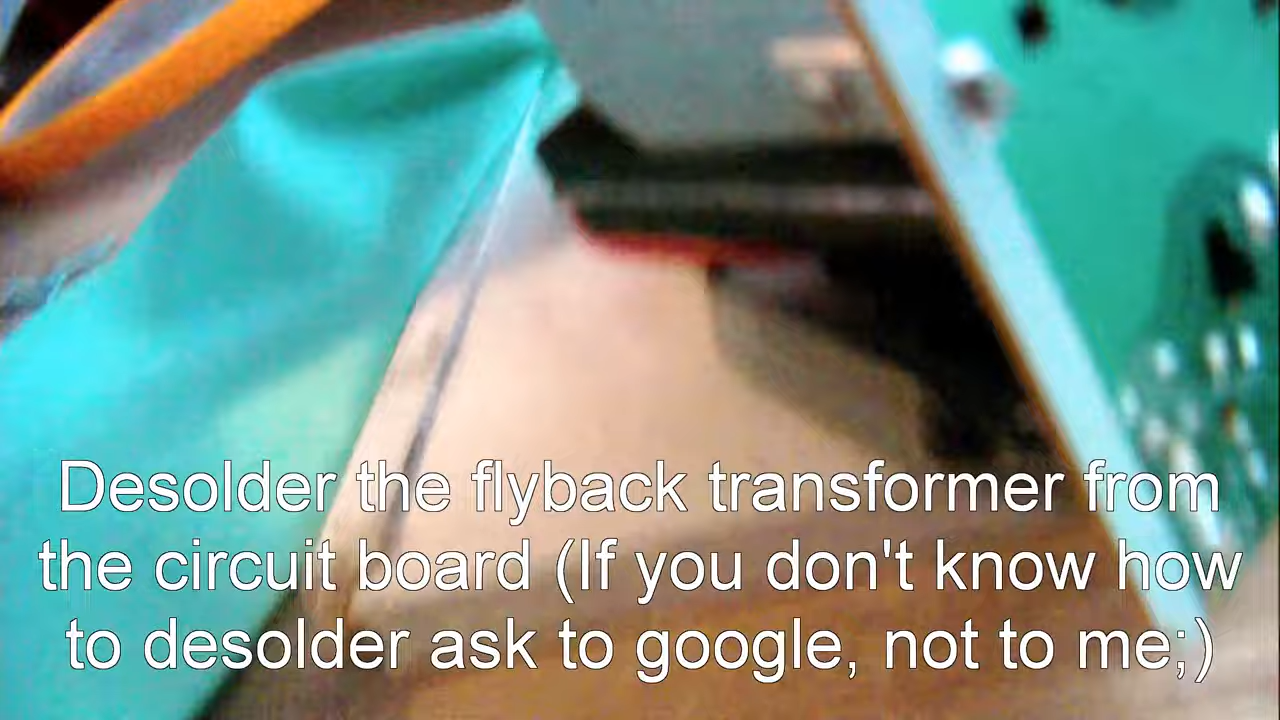 Desolder the flyback transformer from
the circuit board (If you don't know how
to desolder ask to google, not to me;)